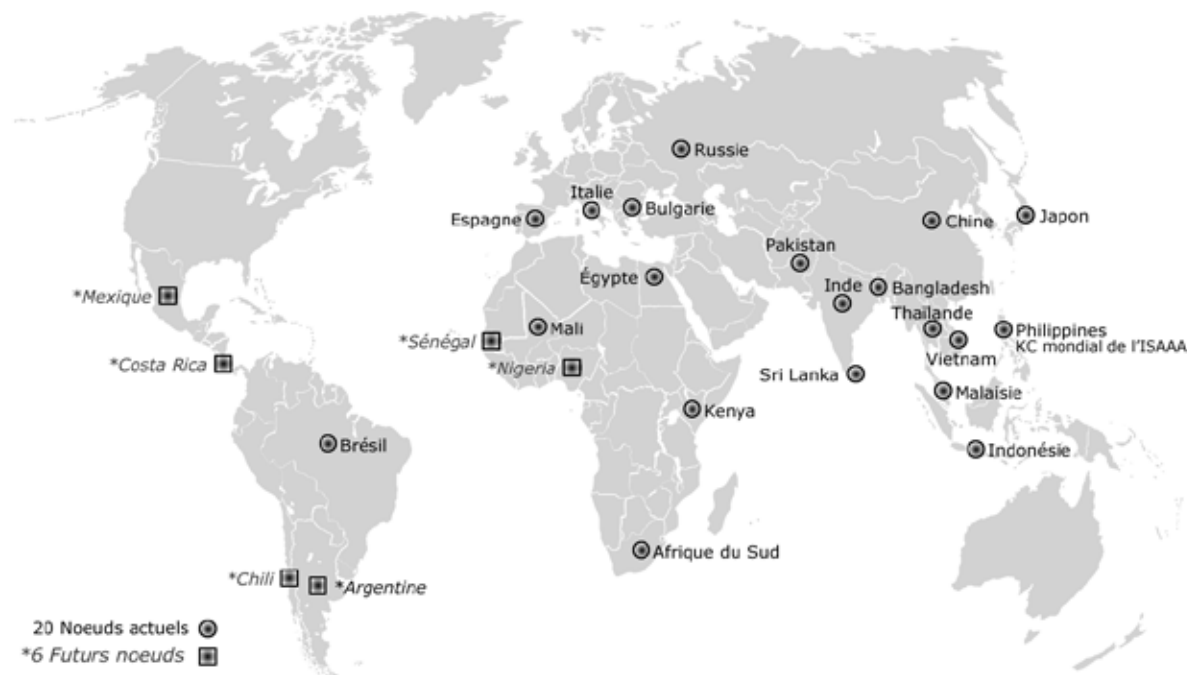 Russie
Italie
Bulgarie
Espagne
Chine
Japon
Pakistan
Égypte
Inde
Bangladesh
*Mexique
Thaïlande
Mali
Philippines
KC mondial de l'ISAAA
*Sénégal
Vietnam
*Costa Rica
*Nigeria
Sri Lanka
Malaisie
Kenya
Brésil
Indonésie
Afrique du Sud
*Chili
*Argentine
20 Noeuds actuels
*6 Futurs noeuds